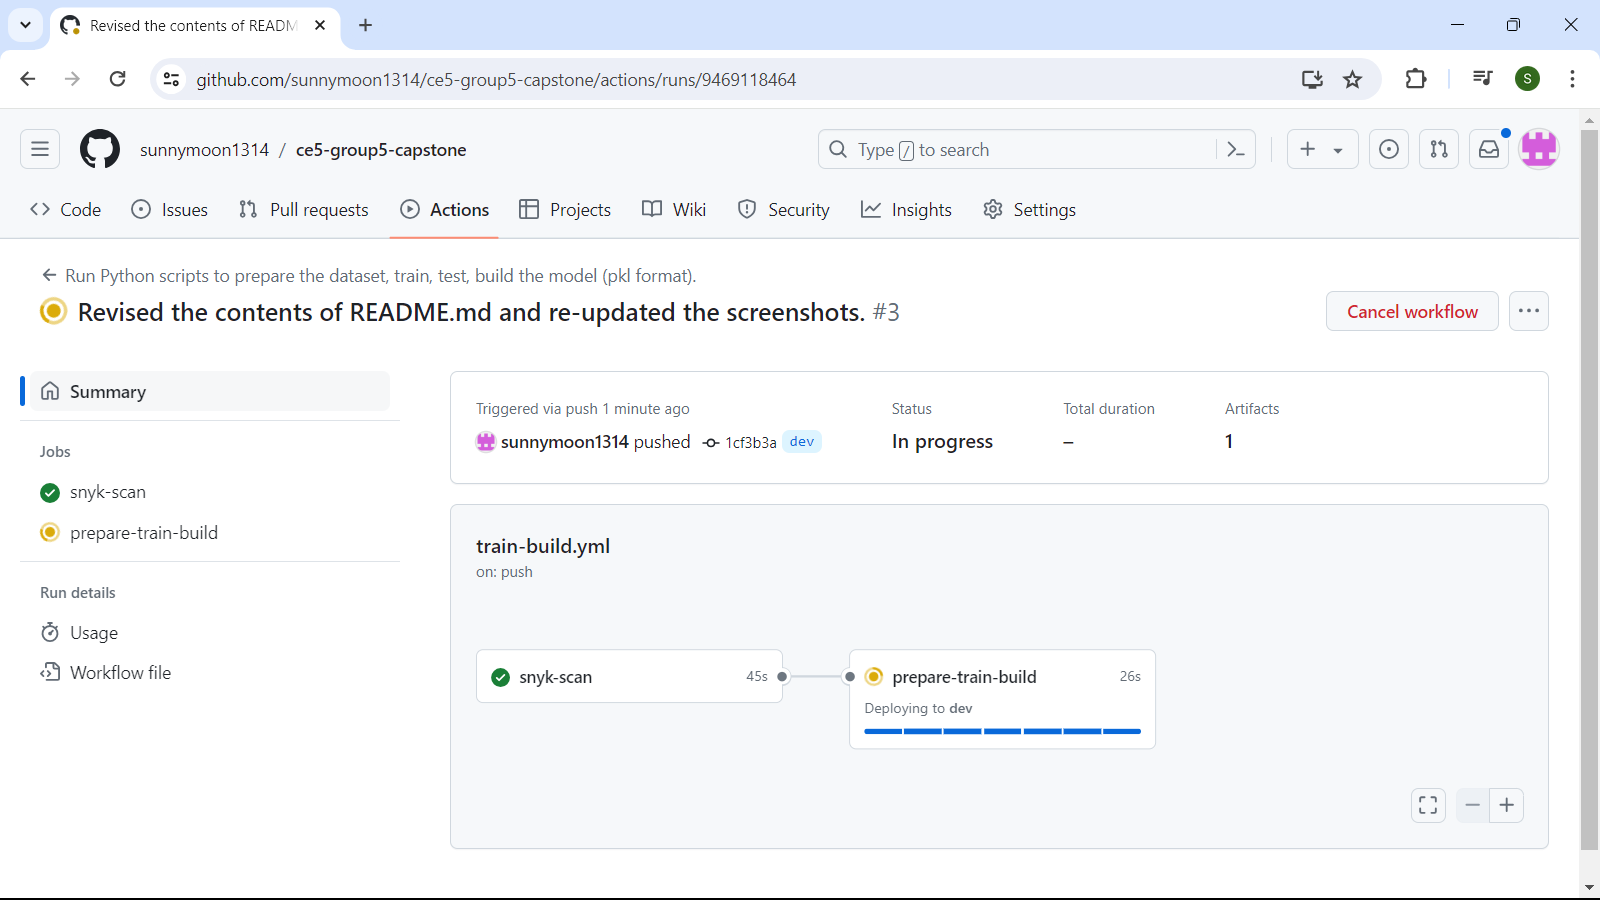 Revised the contents of READM
github.com/sunnymoon1314/ce5-group5-capstone/actions/runs/9469118464
S
sunnymoon1314 / ce5-group5-capstone
Type / to search
Code
Issues
Pull requests
Actions
Projects
Wiki
Security
Insights
Settings
Run Python scripts to prepare the dataset, train, test, build the model (pkl format).
Revised the contents of README.md and re-updated the screenshots. #3
Cancel workflow
Summary
Jobs
snyk-scan
prepare-train-build
Run details
Usage
Workflow file
Triggered via push 1 minute ago
sunnymoon1314 pushed 1cf3b3a dev
Status
In progress
Total duration
–
Artifacts
1
train-build.yml
on: push
snyk-scan 45s
prepare-train-build 26s
Deploying to dev